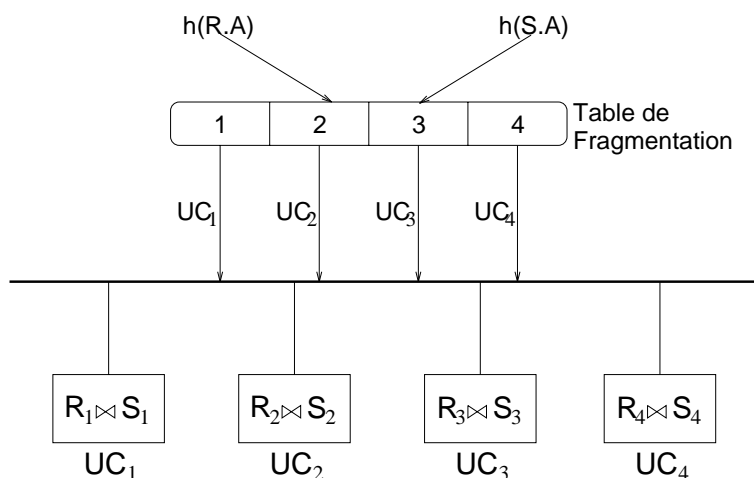 h(R.A) h(S.A)
1 2 3 4 Table de
Fragmentation
UC₁ UC₂ UC₃ UC₄
R₁⋈S₁ R₂⋈S₂ R₃⋈S₃ R₄⋈S₄
UC₁ UC₂ UC₃ UC₄